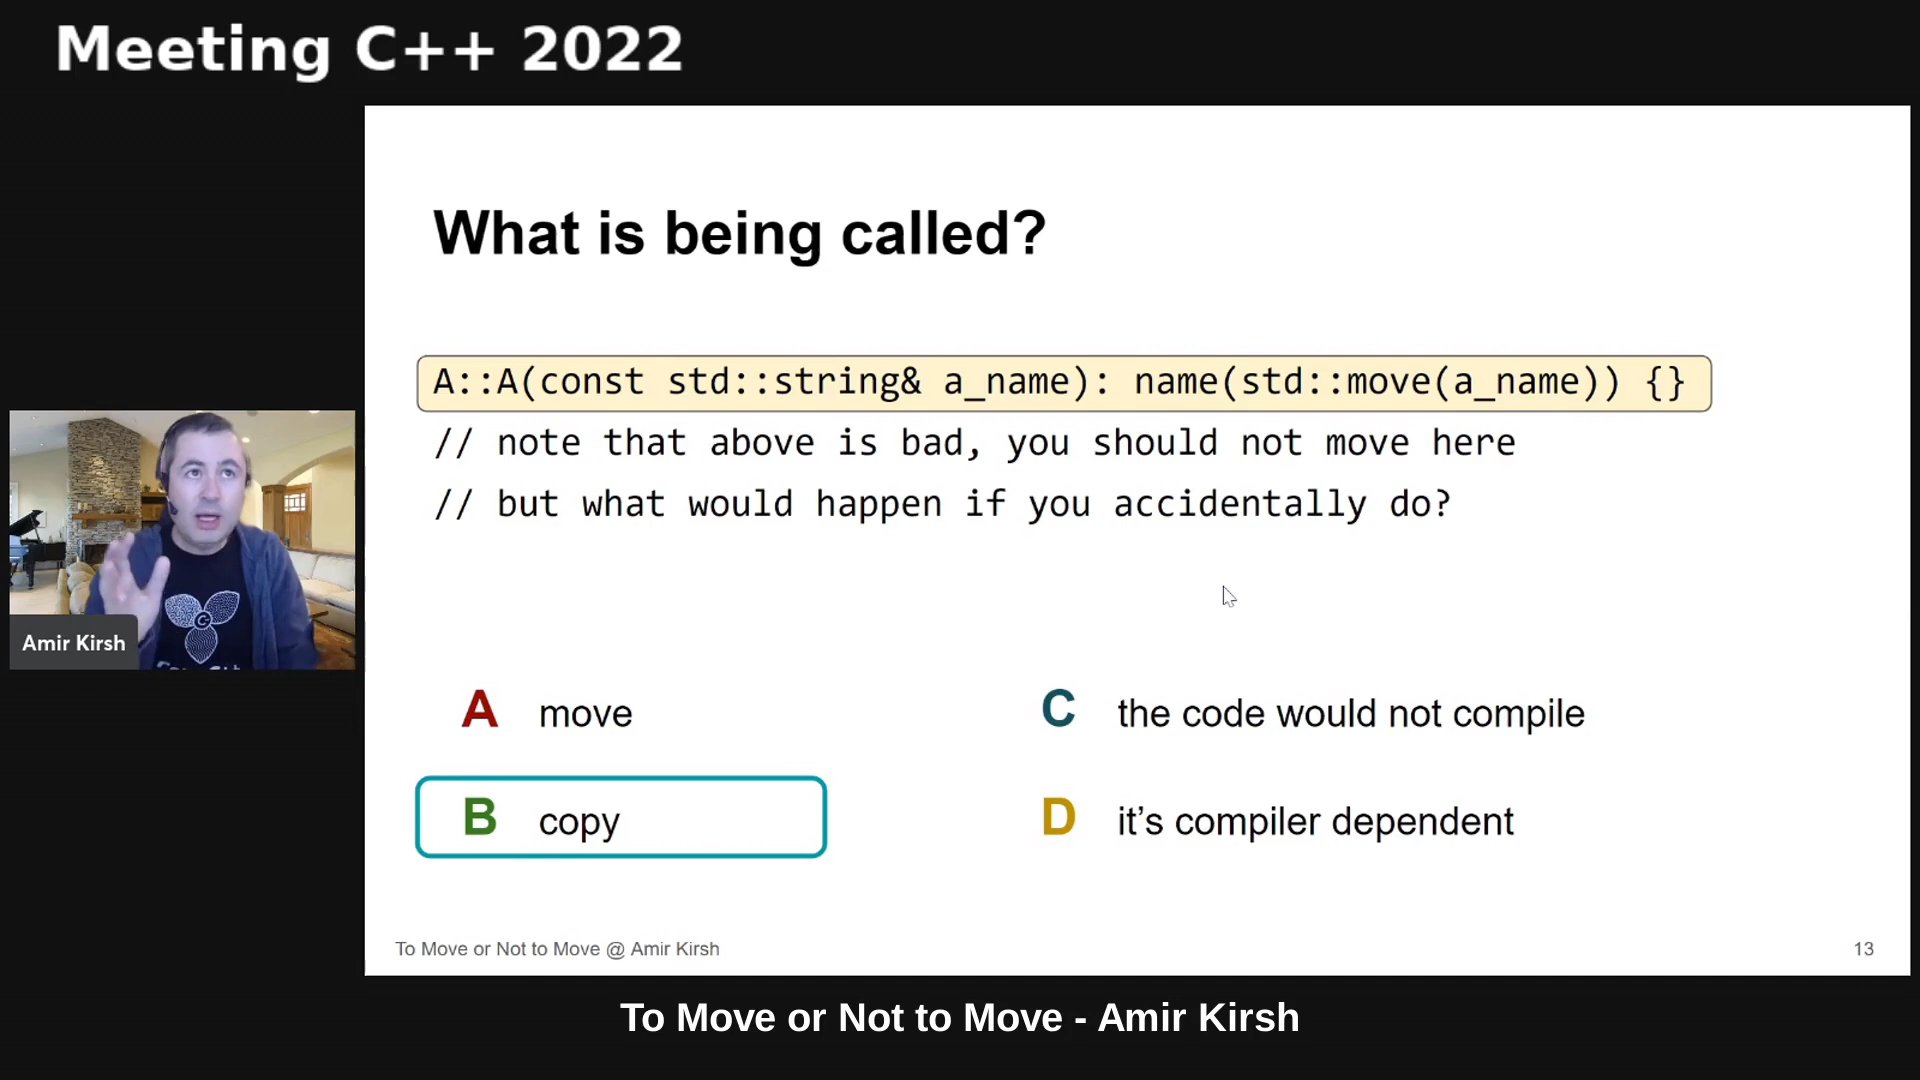 Meeting C++ 2022
What is being called?
A::A(const std::string& a_name): name(std::move(a_name)) {}
// note that above is bad, you should not move here
// but what would happen if you accidentally do?
Amir Kirsh
A move
C the code would not compile
B copy
D it’s compiler dependent
To Move or Not to Move @ Amir Kirsh
13
To Move or Not to Move - Amir Kirsh